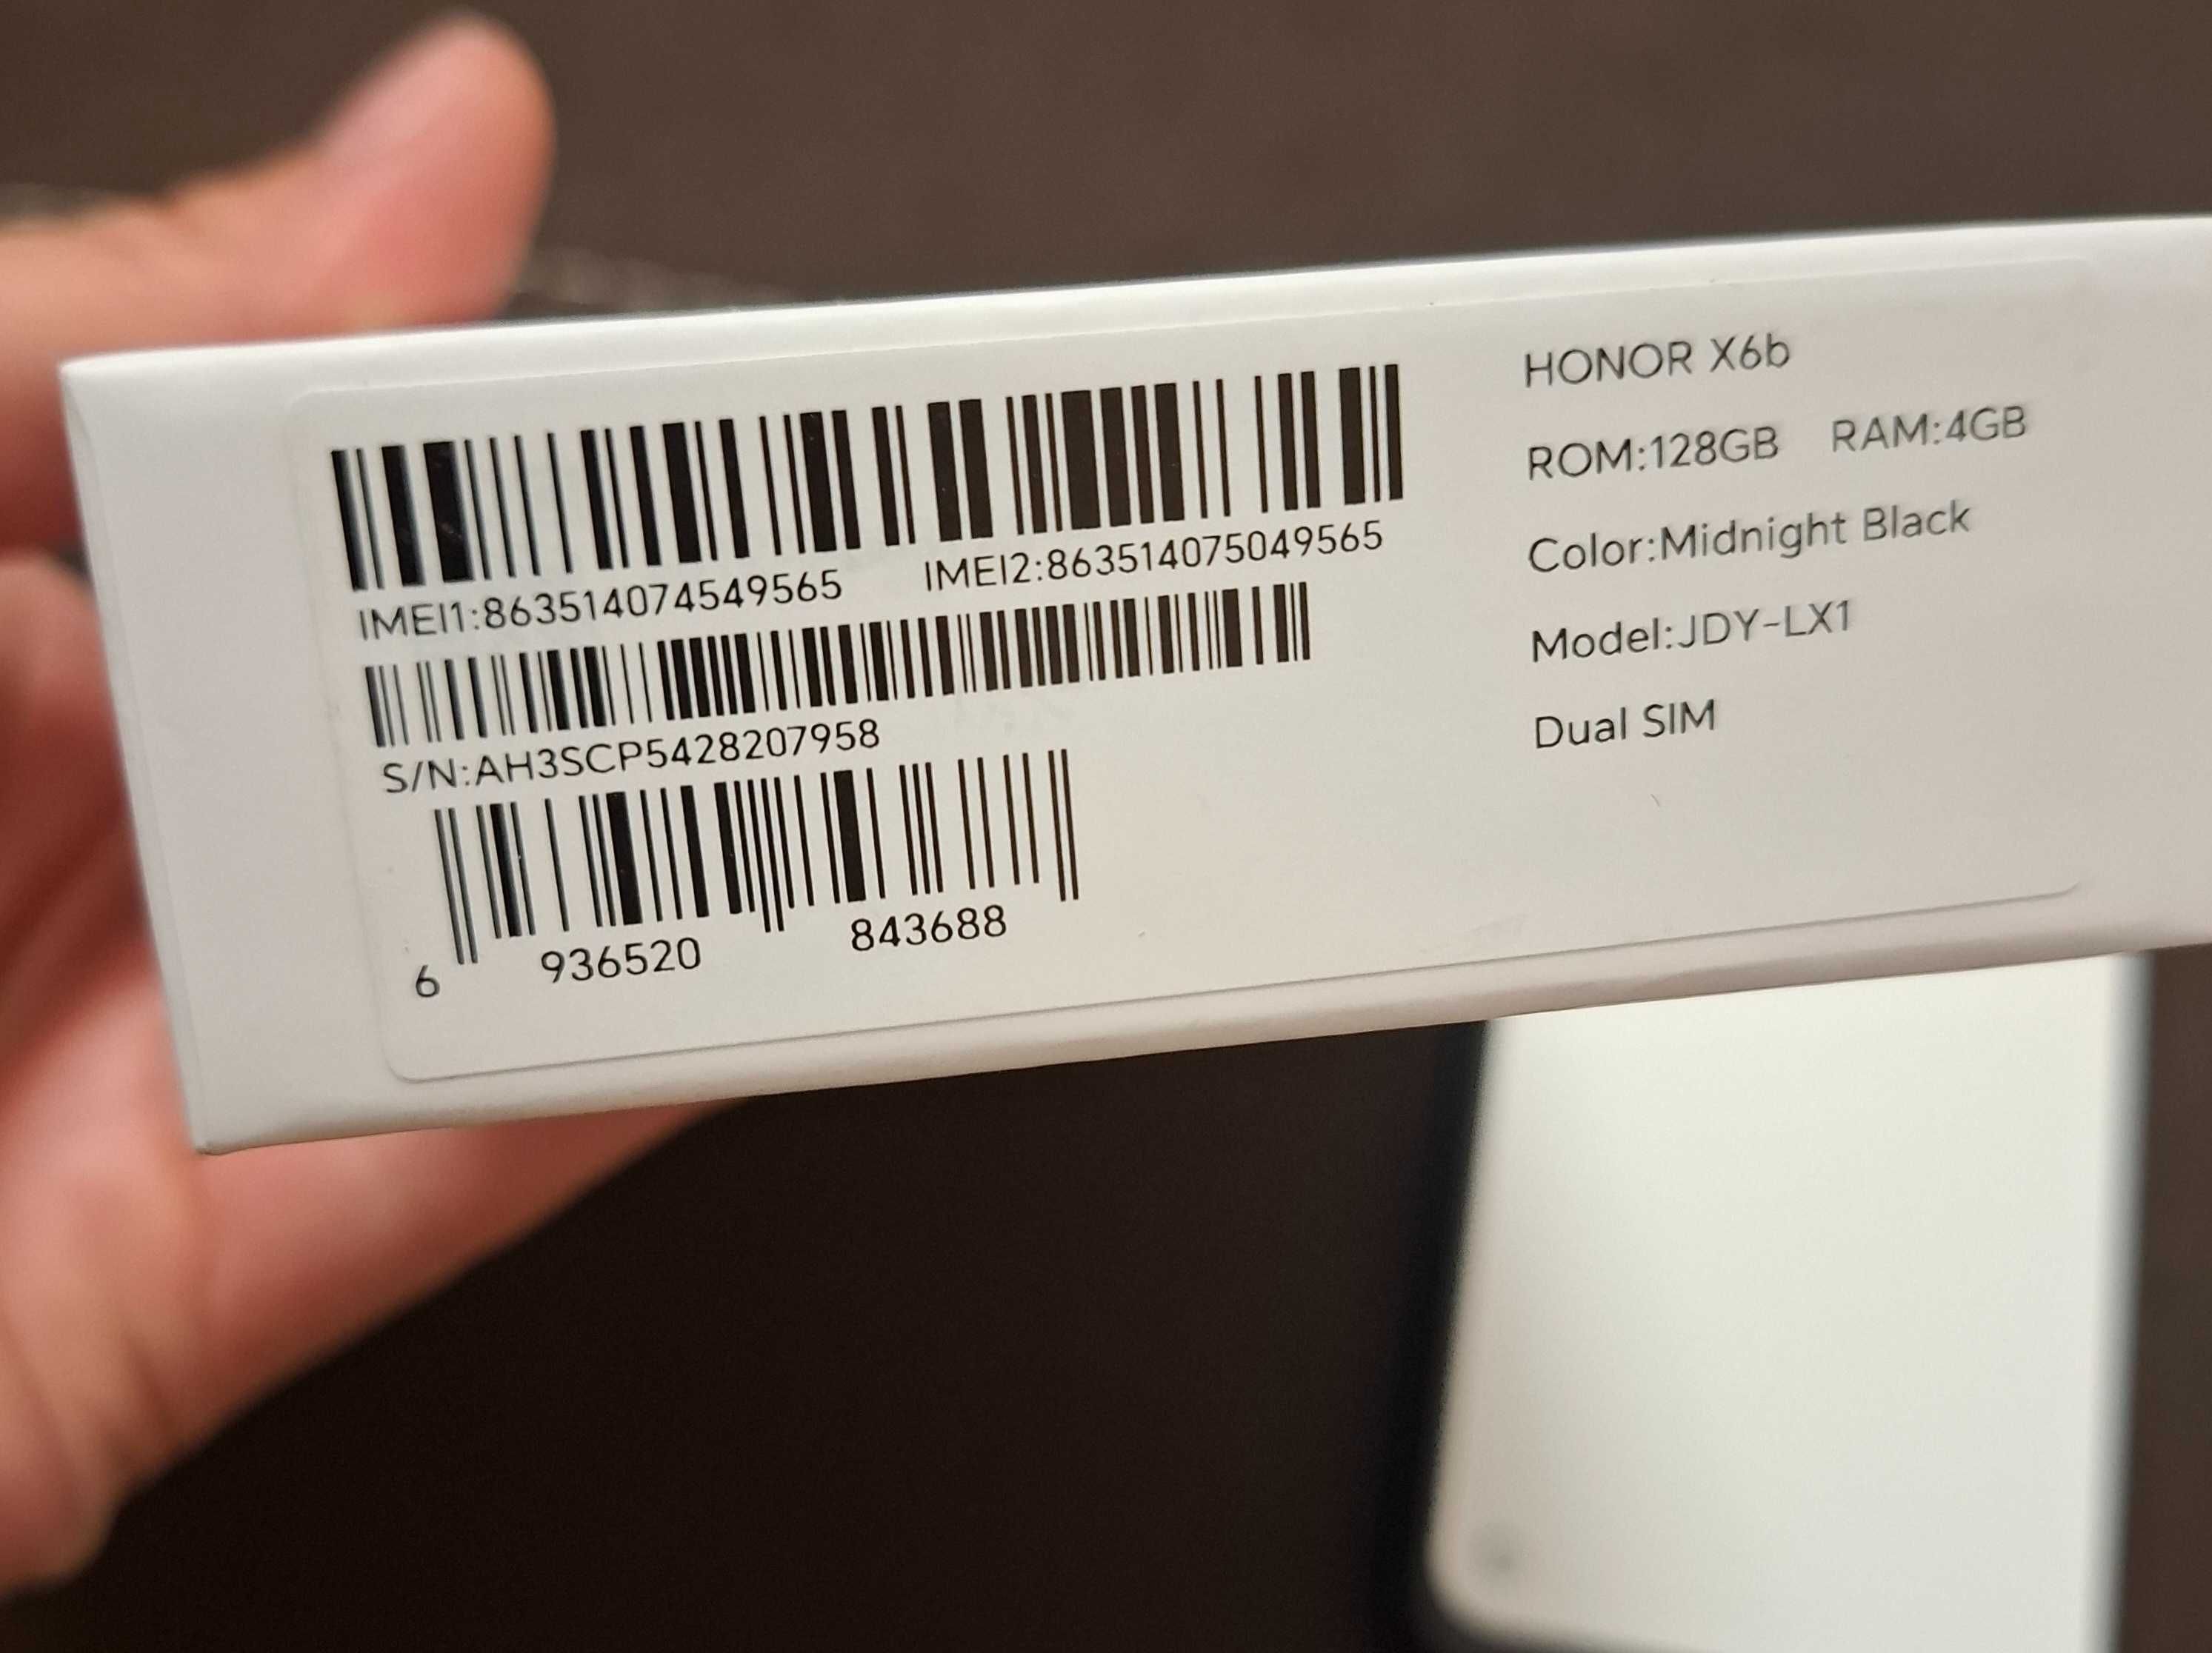 IMEI1:863514074549565 IMEI2:863514075049565
S/N:AH3SCP5428207958
6 936520 843688
HONOR X6b
ROM:128GB RAM:4GB
Color:Midnight Black
Model:JDY-LX1
Dual SIM